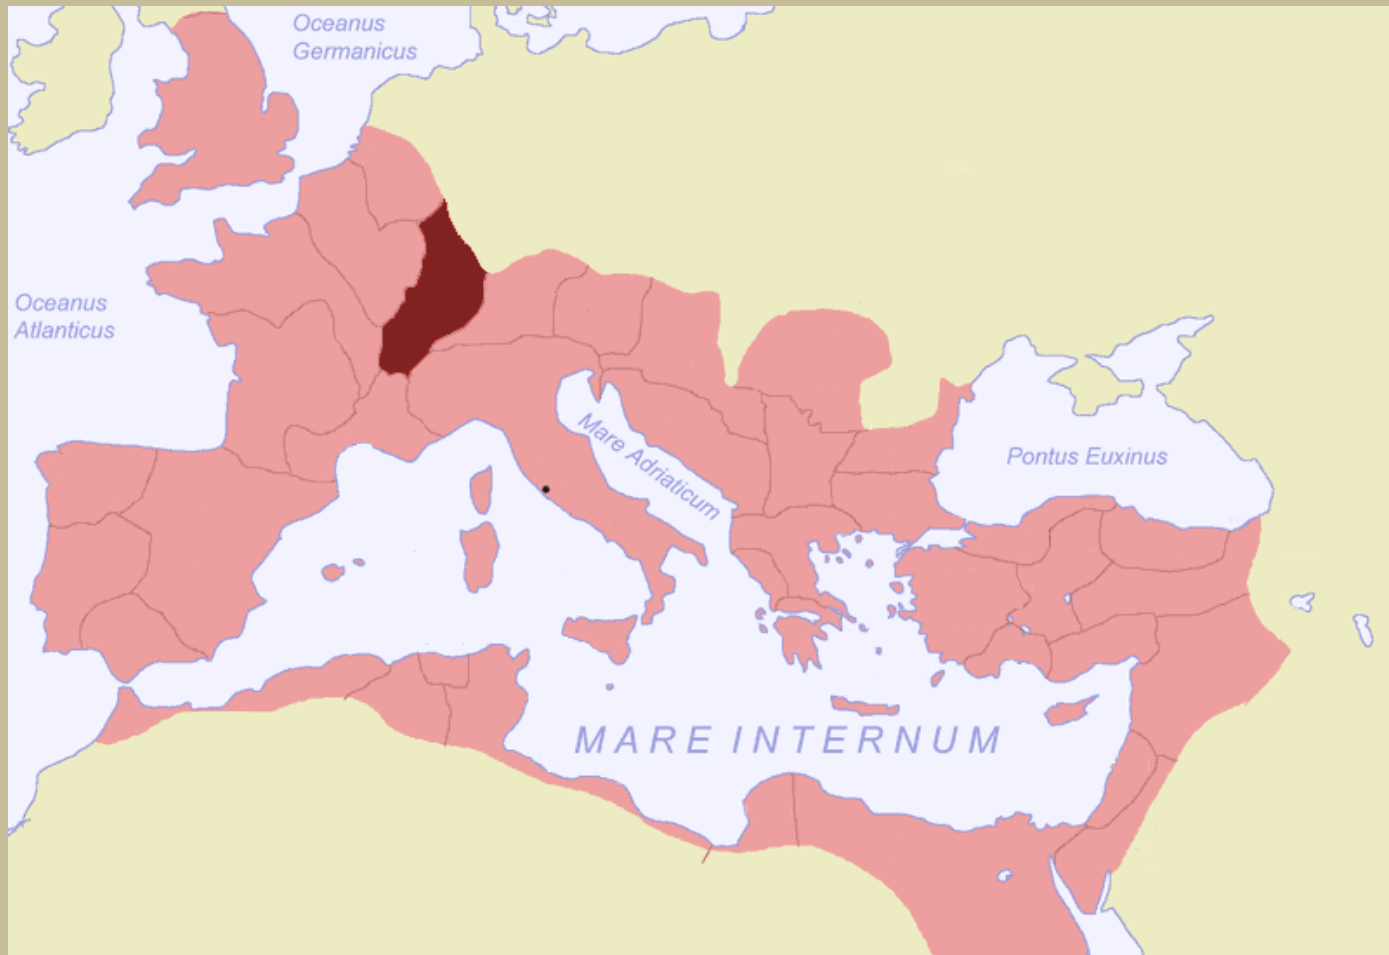 Oceanus
Germanicus
Oceanus
Atlanticus
Mare Adriaticum
Pontus Euxinus
MARE INTERNUM